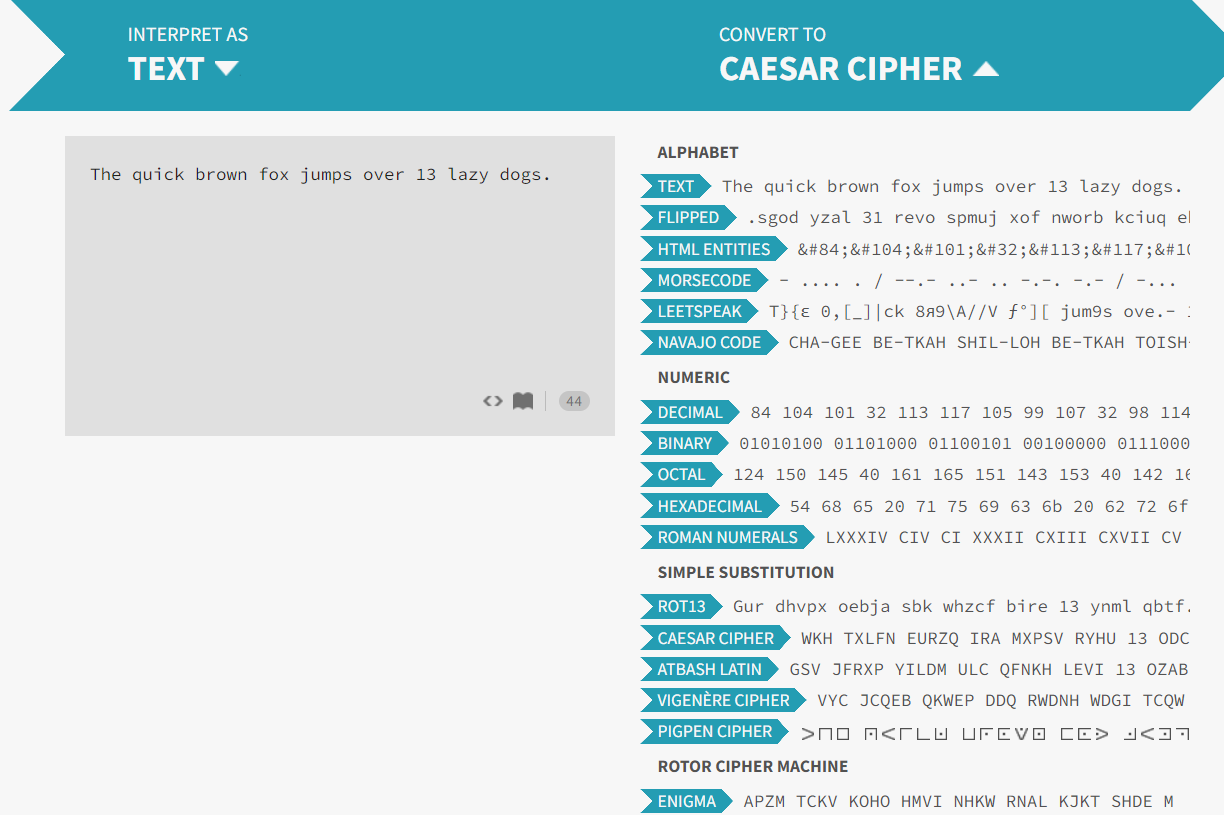 INTERPRET AS
TEXT
CONVERT TO
CAESAR CIPHER
The quick brown fox jumps over 13 lazy dogs.
44
ALPHABET
TEXT The quick brown fox jumps over 13 lazy dogs.
FLIPPED .sgod yzal 31 revo spmuj xof nworb kciuq e
HTML ENTITIES &#84;&#104;&#101;&#32;&#113;&#117;&#10
MORSECODE - .... . / --.- ..- .. -.-. -.- / -...
LEETSPEAK T}{ε 0,[_]|ck 8я9\A//V ƒ°][ jum9s ove.-
NAVAJO CODE CHA-GEE BE-TKAH SHIL-LOH BE-TKAH TOISH-
NUMERIC
DECIMAL 84 104 101 32 113 117 105 99 107 32 98 114
BINARY 01010100 01101000 01100101 00100000 0111000
OCTAL 124 150 145 40 161 165 151 143 153 40 142 16
HEXADECIMAL 54 68 65 20 71 75 69 63 6b 20 62 72 6f
ROMAN NUMERALS LXXXIV CIV CI XXXII CXIII CXVII CV
SIMPLE SUBSTITUTION
ROT13 Gur dhvpx oebja sbk whzcf bire 13 ynml qbtf.
CAESAR CIPHER WKH TXLFN EURZQ IRA MXPSV RYHU 13 ODC
ATBASH LATIN GSV JFRXP YILDM ULC QFNKH LEVI 13 OZAB
VIGENÈRE CIPHER VYC JCQEB QKWEP DDQ RWDNH WDGI TCQW
PIGPEN CIPHER
ROTOR CIPHER MACHINE
ENIGMA APZM TCKV KOHO HMVI NHKW RNAL KJKT SHDE M